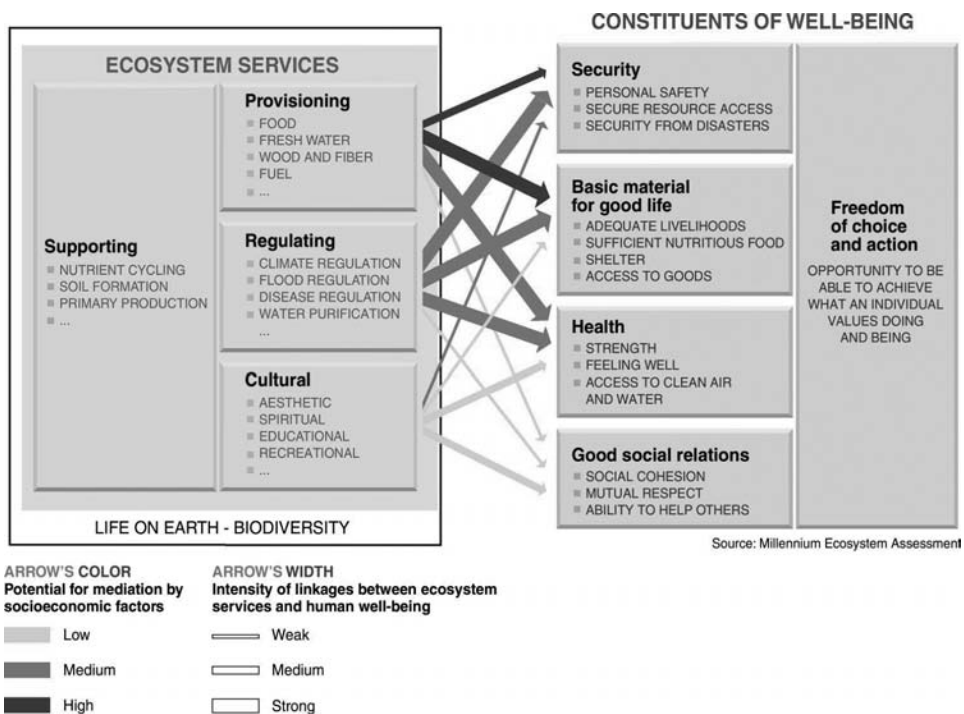 CONSTITUENTS OF WELL-BEING
ECOSYSTEM SERVICES
Supporting
NUTRIENT CYCLING
SOIL FORMATION
PRIMARY PRODUCTION
...
Provisioning
FOOD
FRESH WATER
WOOD AND FIBER
FUEL
...
Regulating
CLIMATE REGULATION
FLOOD REGULATION
DISEASE REGULATION
WATER PURIFICATION
...
Cultural
AESTHETIC
SPIRITUAL
EDUCATIONAL
RECREATIONAL
...
LIFE ON EARTH - BIODIVERSITY
Security
PERSONAL SAFETY
SECURE RESOURCE ACCESS
SECURITY FROM DISASTERS
Basic material
for good life
ADEQUATE LIVELIHOODS
SUFFICIENT NUTRITIOUS FOOD
SHELTER
ACCESS TO GOODS
Health
STRENGTH
FEELING WELL
ACCESS TO CLEAN AIR
AND WATER
Good social relations
SOCIAL COHESION
MUTUAL RESPECT
ABILITY TO HELP OTHERS
Freedom
of choice
and action
OPPORTUNITY TO BE
ABLE TO ACHIEVE
WHAT AN INDIVIDUAL
VALUES DOING
AND BEING
Source: Millennium Ecosystem Assessment
ARROW'S COLOR
Potential for mediation by
socioeconomic factors
Low
Medium
High
ARROW'S WIDTH
Intensity of linkages between ecosystem
services and human well-being
Weak
Medium
Strong